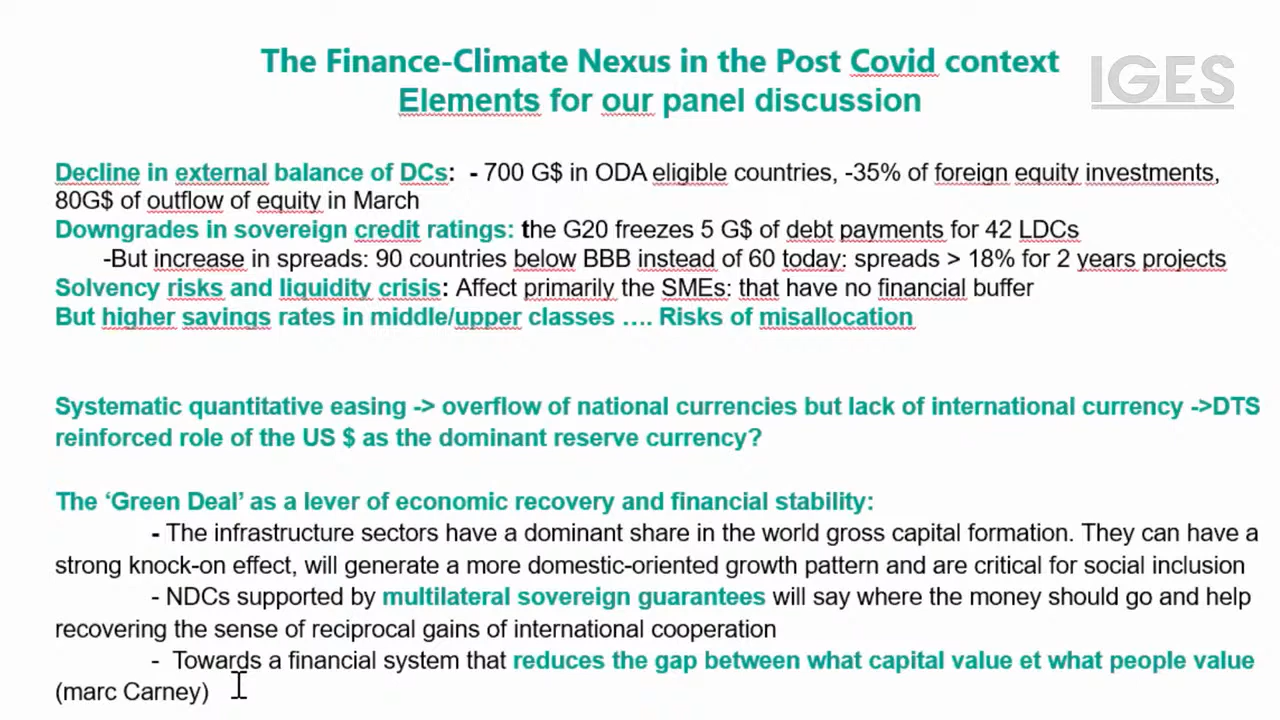 The Finance-Climate Nexus in the Post Covid context
Elements for our panel discussion
IGES
Decline in external balance of DCs:  - 700 G$ in ODA eligible countries, -35% of foreign equity investments,
80G$ of outflow of equity in March
Downgrades in sovereign credit ratings: the G20 freezes 5 G$ of debt payments for 42 LDCs
-But increase in spreads: 90 countries below BBB instead of 60 today: spreads > 18% for 2 years projects
Solvency risks and liquidity crisis: Affect primarily the SMEs: that have no financial buffer
But higher savings rates in middle/upper classes …. Risks of misallocation
Systematic quantitative easing -> overflow of national currencies but lack of international currency ->DTS
reinforced role of the US $ as the dominant reserve currency?
The ‘Green Deal’ as a lever of economic recovery and financial stability:
- The infrastructure sectors have a dominant share in the world gross capital formation. They can have a
strong knock-on effect, will generate a more domestic-oriented growth pattern and are critical for social inclusion
- NDCs supported by multilateral sovereign guarantees will say where the money should go and help
recovering the sense of reciprocal gains of international cooperation
- Towards a financial system that reduces the gap between what capital value et what people value
(marc Carney)